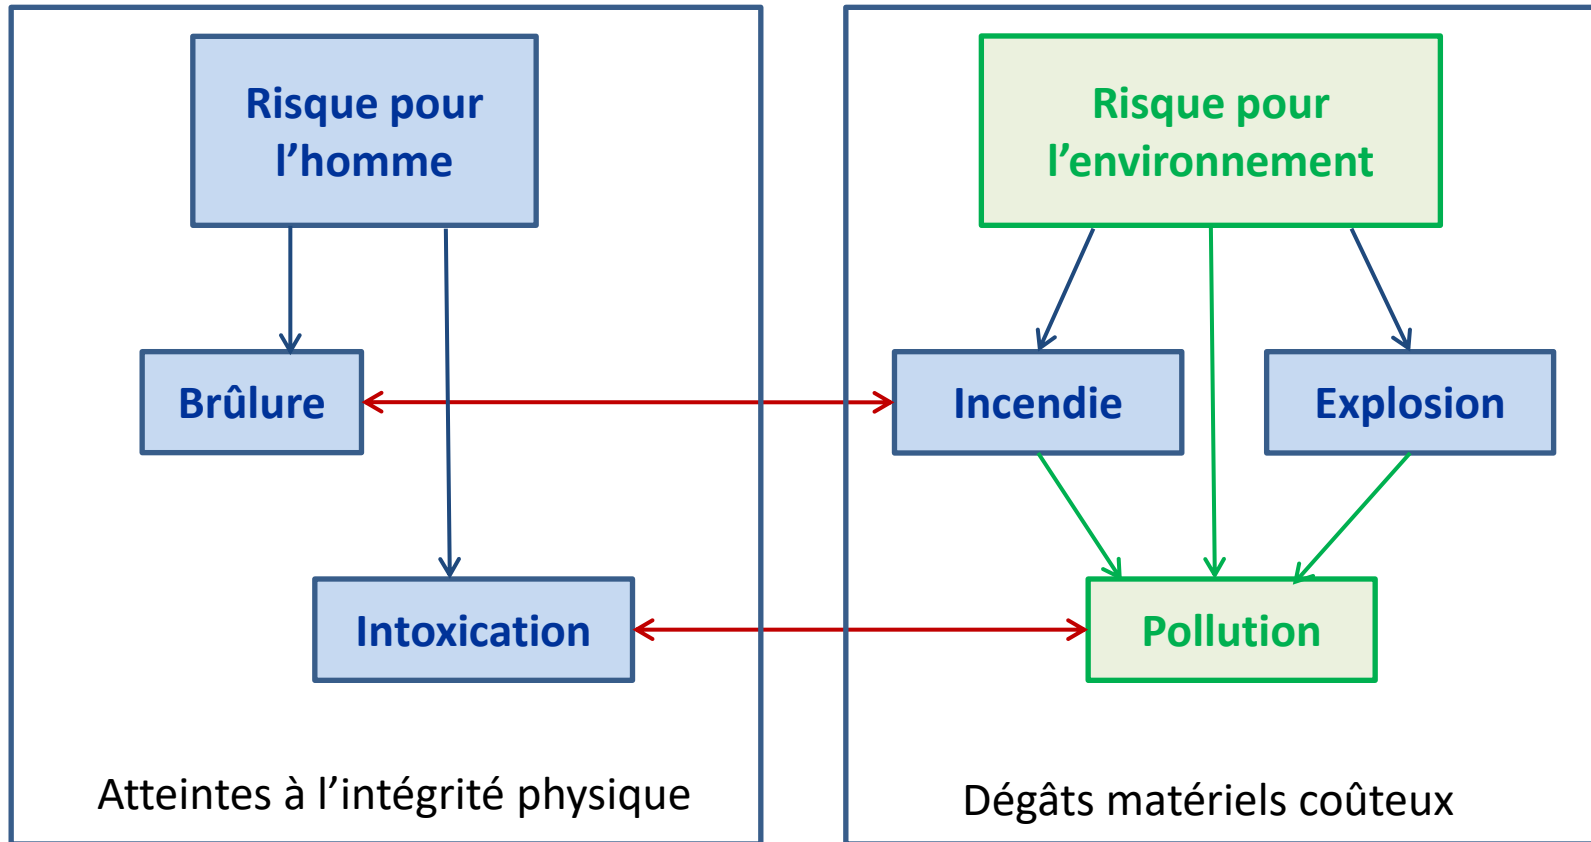 Risque pour
l’homme
Brûlure
Intoxication
Atteintes à l’intégrité physique
Risque pour
l’environnement
Incendie
Explosion
Pollution
Dégâts matériels coûteux